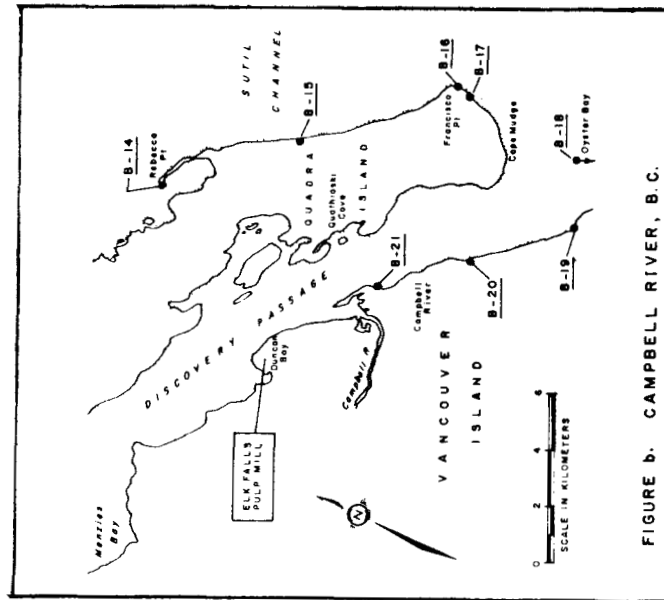 B-14
Rebecca
Pt
SUTIL
CHANNEL
B-15
B-16
B-17
Francisco
Pt
Cape Mudge
B-18
Oyster Bay
QUADRA
ISLAND
Quathiaski
Cove
DISCOVERY PASSAGE
Menzies
Bay
Duncan
Bay
ELK FALLS
PULP MILL
Campbell R
Campbell
River
B-21
B-20
B-19
VANCOUVER
ISLAND
N
0 2 4 6
SCALE IN KILOMETERS
FIGURE b. CAMPBELL RIVER, B.C.